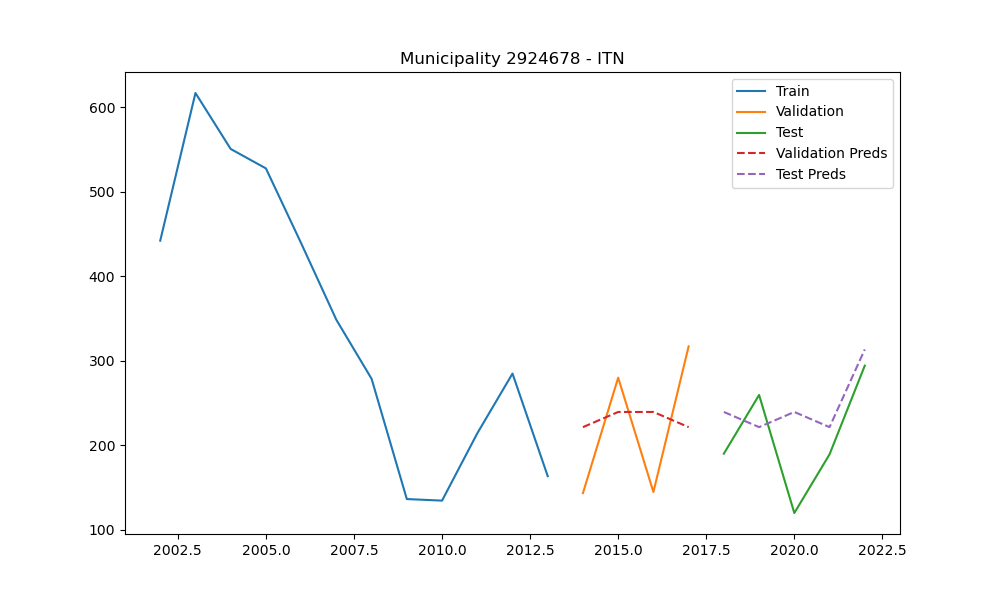 Municipality 2924678 - ITN
Train
Validation
Test
Validation Preds
Test Preds
600
500
400
300
200
100
2002.5 2005.0 2007.5 2010.0 2012.5 2015.0 2017.5 2020.0 2022.5